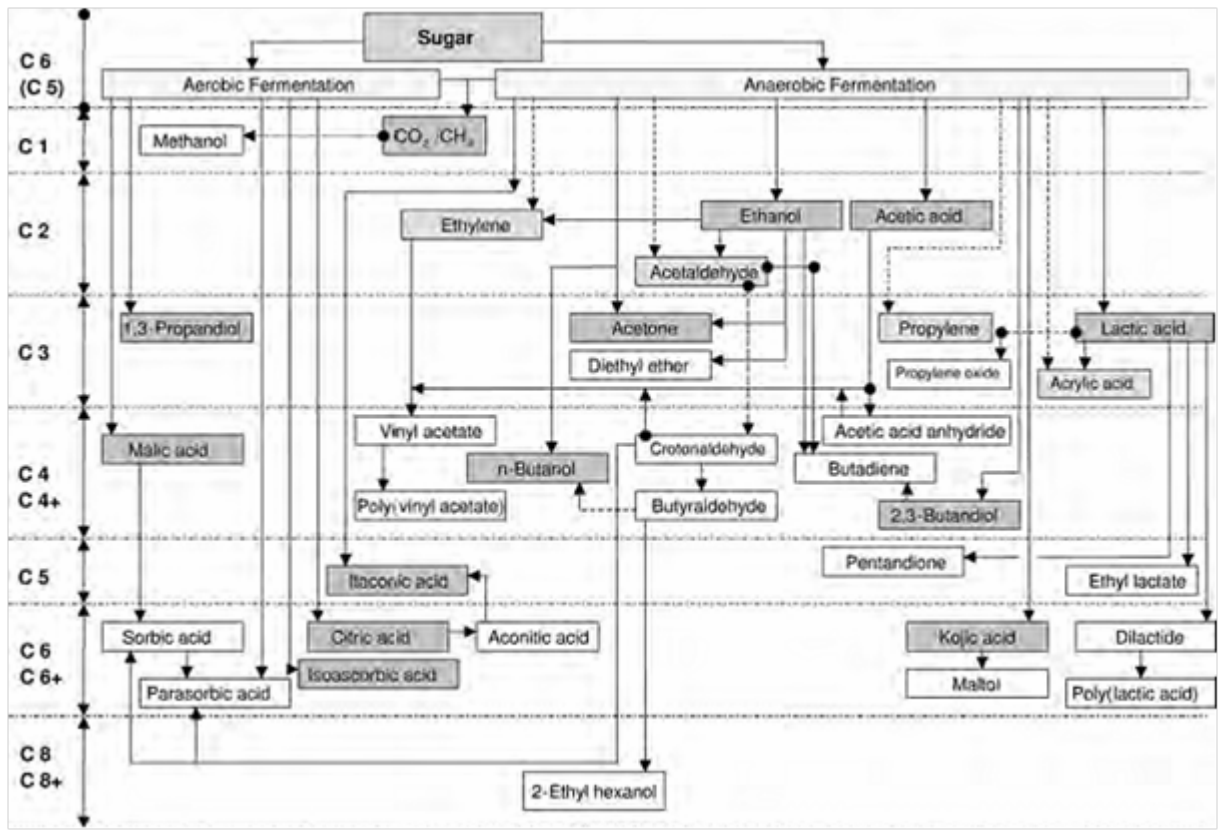 Sugar
C 6
(C 5)
Aerobic Fermentation
Anaerobic Fermentation
C 1
Methanol
CO₂ /CH₄
C 2
Ethylene
Ethanol
Acetic acid
Acetaldehyde
C 3
1,3-Propandiol
Acetone
Propylene
Lactic acid
Diethyl ether
Propylene oxide
Acrylic acid
C 4
C 4+
Malic acid
Vinyl acetate
Crotonaldehyde
Acetic acid anhydride
n-Butanol
Butadiene
Poly(vinyl acetate)
Butyraldehyde
2,3-Butandiol
C 5
Itaconic acid
Pentandione
Ethyl lactate
C 6
C 6+
Sorbic acid
Citric acid
Aconitic acid
Kojic acid
Dilactide
Parasorbic acid
Isoascorbic acid
Maltol
Poly(lactic acid)
C 8
C 8+
2-Ethyl hexanol